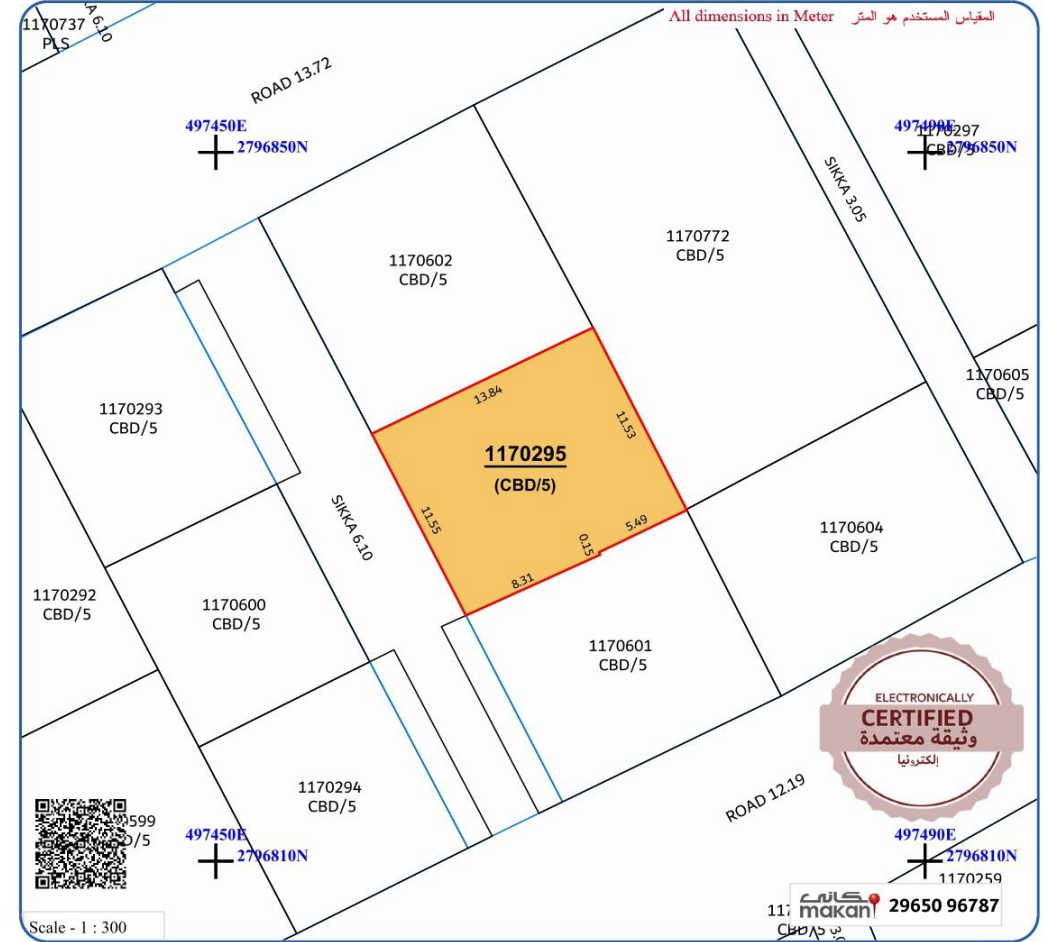 All dimensions in Meter المقياس المستخدم هو المتر
1170737
PLS
6.10
ROAD 13.72
497450E
2796850N
497490E
1170297
CBD/5
2796850N
SIKKA 3.05
1170602
CBD/5
1170772
CBD/5
1170605
CBD/5
1170293
CBD/5
13.84
11.53
1170295
(CBD/5)
11.55
5.49
0.15
8.31
SIKKA 6.10
1170604
CBD/5
1170292
CBD/5
1170600
CBD/5
1170601
CBD/5
ELECTRONICALLY
CERTIFIED
وثيقة معتمدة
إلكترونيا
1170294
CBD/5
ROAD 12.19
497450E
2796810N
497490E
2796810N
1170259
مكاني
makani
29650 96787
CBD/5
Scale - 1 : 300